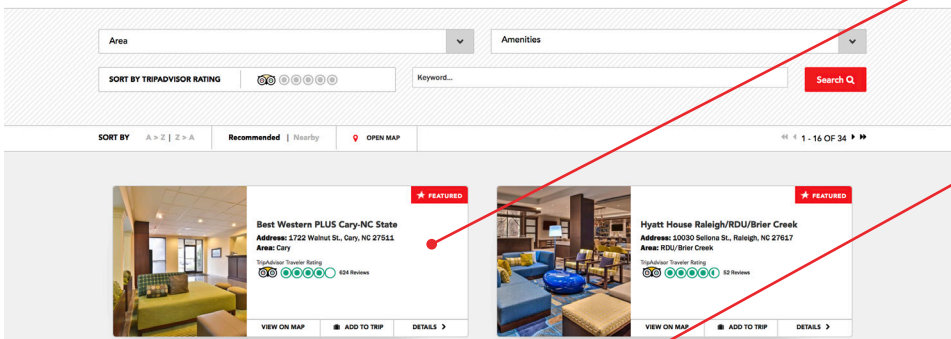 Area
Amenities
SORT BY TRIPADVISOR RATING
Keyword...
Search
SORT BY A > Z | Z > A Recommended | Nearby OPEN MAP 1 - 16 OF 34
FEATURED
Best Western PLUS Cary-NC State
Address: 1722 Walnut St., Cary, NC 27511
Area: Cary
TripAdvisor Traveler Rating
624 Reviews
VIEW ON MAP ADD TO TRIP DETAILS >
FEATURED
Hyatt House Raleigh/RDU/Brier Creek
Address: 10030 Sellona St., Raleigh, NC 27617
Area: RDU/Brier Creek
TripAdvisor Traveler Rating
52 Reviews
VIEW ON MAP ADD TO TRIP DETAILS >